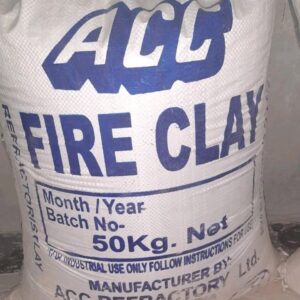 ACC
FIRE CLAY
Month / Year
Batch No-
50Kg. Net
FOR INDUSTRIAL USE ONLY FOLLOW INSTRUCTIONS FOR USE
MANUFACTURER BY:
ACC REFRACTORY Ltd.